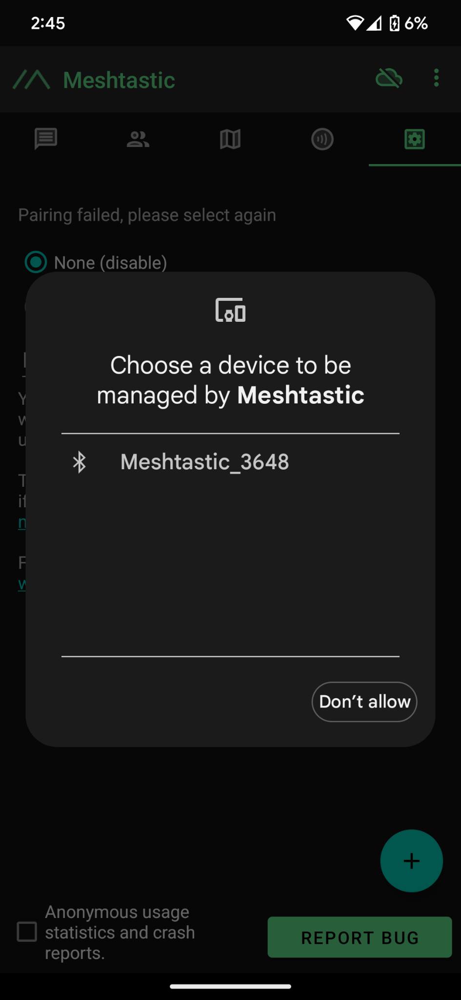 2:45
6%
Meshtastic
Pairing failed, please select again
None (disable)
Choose a device to be
managed by Meshtastic
Meshtastic_3648
Don’t allow
+
Anonymous usage
statistics and crash
reports.
REPORT BUG